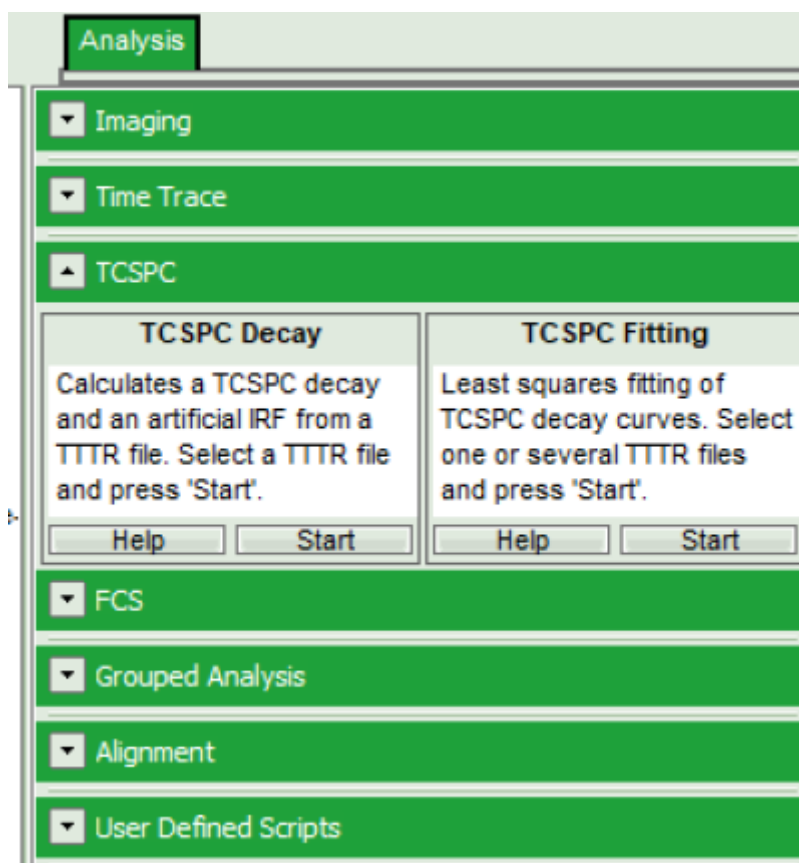 Analysis
Imaging
Time Trace
TCSPC
TCSPC Decay
Calculates a TCSPC decay
and an artificial IRF from a
TTTR file. Select a TTTR file
and press 'Start'.
Help
Start
TCSPC Fitting
Least squares fitting of
TCSPC decay curves. Select
one or several TTTR files
and press 'Start'.
Help
Start
FCS
Grouped Analysis
Alignment
User Defined Scripts